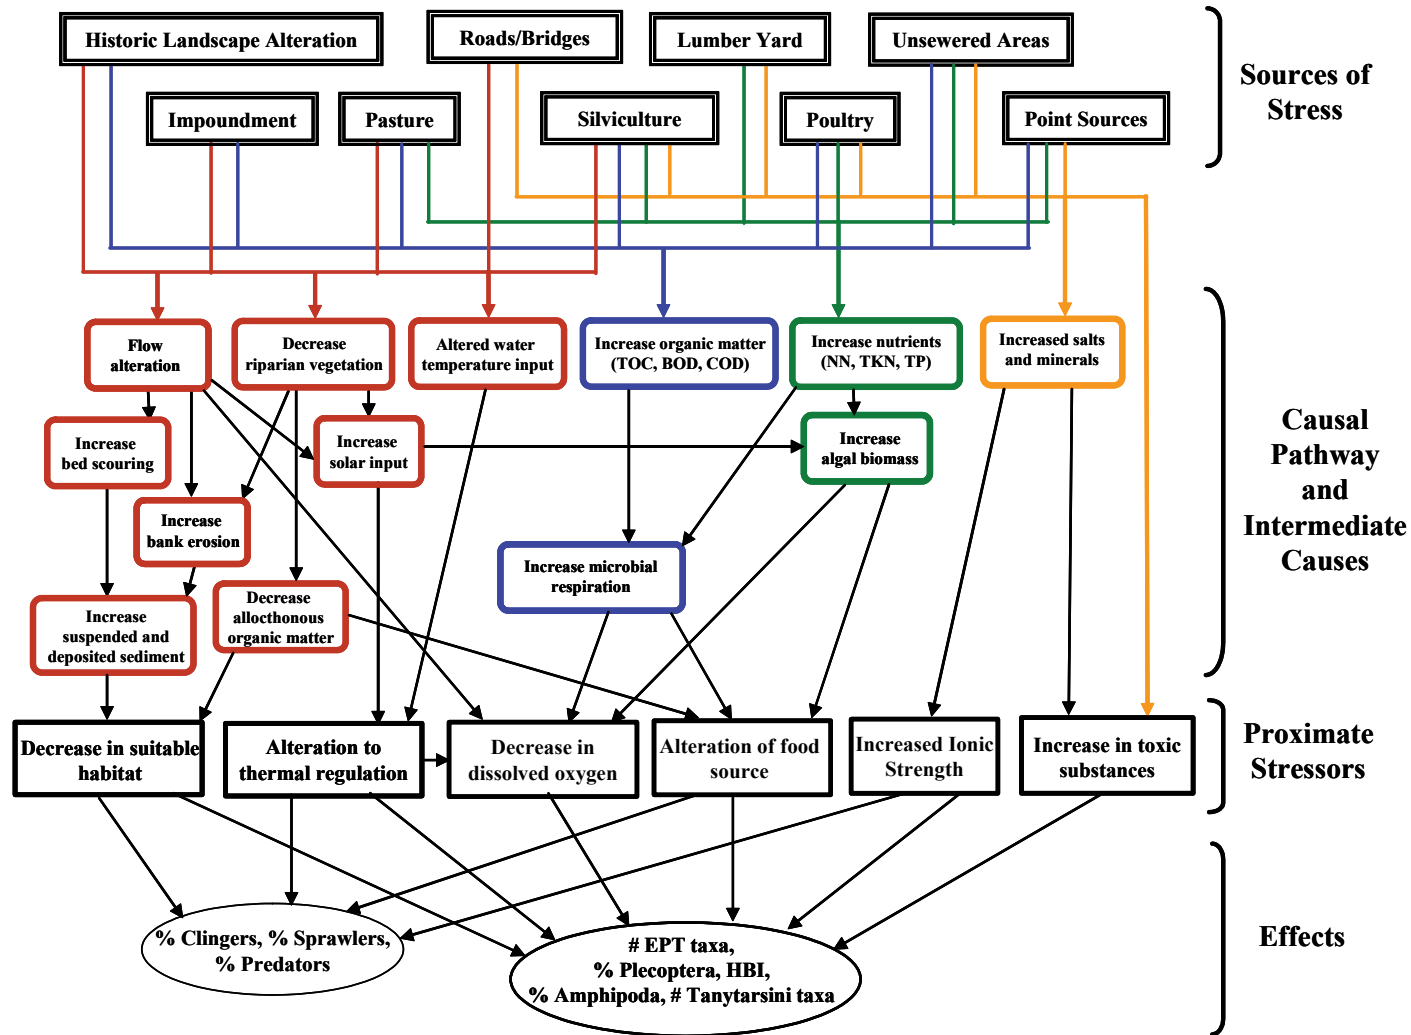 Historic Landscape Alteration
Roads/Bridges
Lumber Yard
Unsewered Areas
Sources of
Stress
Impoundment
Pasture
Silviculture
Poultry
Point Sources
Flow
alteration
Decrease
riparian vegetation
Altered water
temperature input
Increase organic matter
(TOC, BOD, COD)
Increase nutrients
(NN, TKN, TP)
Increased salts
and minerals
Increase
bed scouring
Increase
solar input
Increase
algal biomass
Causal
Pathway
and
Intermediate
Causes
Increase
bank erosion
Increase microbial
respiration
Increase
suspended and
deposited sediment
Decrease
allocthonous
organic matter
Decrease in suitable
habitat
Alteration to
thermal regulation
Decrease in
dissolved oxygen
Alteration of food
source
Increased Ionic
Strength
Increase in toxic
substances
Proximate
Stressors
% Clingers, % Sprawlers,
% Predators
# EPT taxa,
% Plecoptera, HBI,
% Amphipoda, # Tanytarsini taxa
Effects